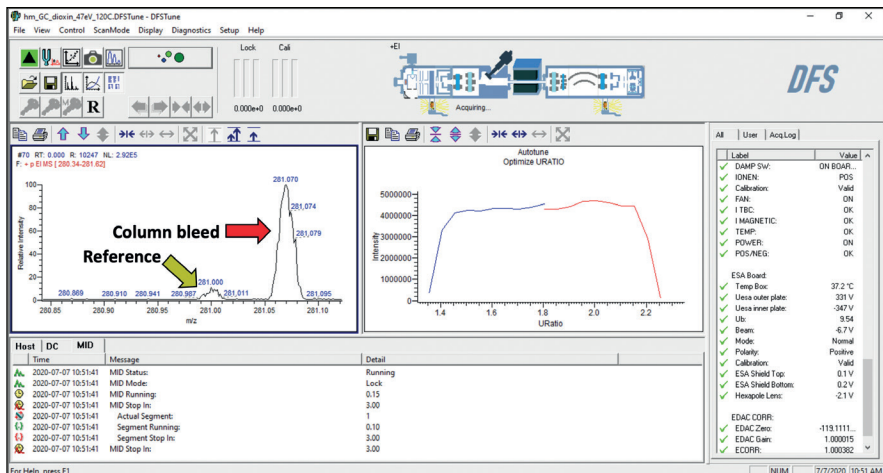 hm_GC_dioxin_47eV_120C.DFSTune - DFSTune
File View Control ScanMode Display Diagnostics Setup Help
Lock Cali
0.000e+0 0.000e+0
R
+EI
Acquiring...
DFS
#70 RT: 0.000 R: 10247 NL: 2.92E5
F: + p EI MS [ 280.34-281.62]
Relative Intensity
100
80
60
40
20
0
281.070
281,074
281,079
Column bleed
Reference
281.000
280.869 280.910 280.941 280.987 281.011 281.095
280.85 280.90 280.95 281.00 281.05 281.10
m/z
Autotune
Optimize URATIO
Intensity
5000000
4000000
3000000
2000000
1000000
0
1.4 1.6 1.8 2.0 2.2
URatio
All User Acq.Log
Label Value
DAMP SW: ON BOAR...
IONEN: POS
Calibration: Valid
FAN: ON
I TBC: OK
I MAGNETIC: OK
TEMP: OK
POWER: ON
POS/NEG: OK
ESA Board:
Temp Box: 37.2 °C
Uesa outer plate: 331 V
Uesa inner plate: -347 V
Ub: 9.54
Beam: -6.7 V
Mode: Normal
Polarity: Positive
Calibration: Valid
ESA Shield Top: 0.1 V
ESA Shield Bottom: 0.2 V
Hexapole Lens: -2.1 V
EDAC CORR:
EDAC Zero: -119.1111...
EDAC Gain: 1.000015
ECORR: 1.000382
Host DC MID
Time Message Detail
2020-07-07 10:51:41 MID Status: Running
2020-07-07 10:51:41 MID Mode: Lock
2020-07-07 10:51:41 MID Running: 0.15
2020-07-07 10:51:41 MID Stop In: 3.00
2020-07-07 10:51:41 Actual Segment: 1
2020-07-07 10:51:41 Segment Running: 0.10
2020-07-07 10:51:41 Segment Stop In: 3.00
2020-07-07 10:51:41 MID Stop In: 3.00
For Help, press F1
NUM 7/7/2020 10:51 AM